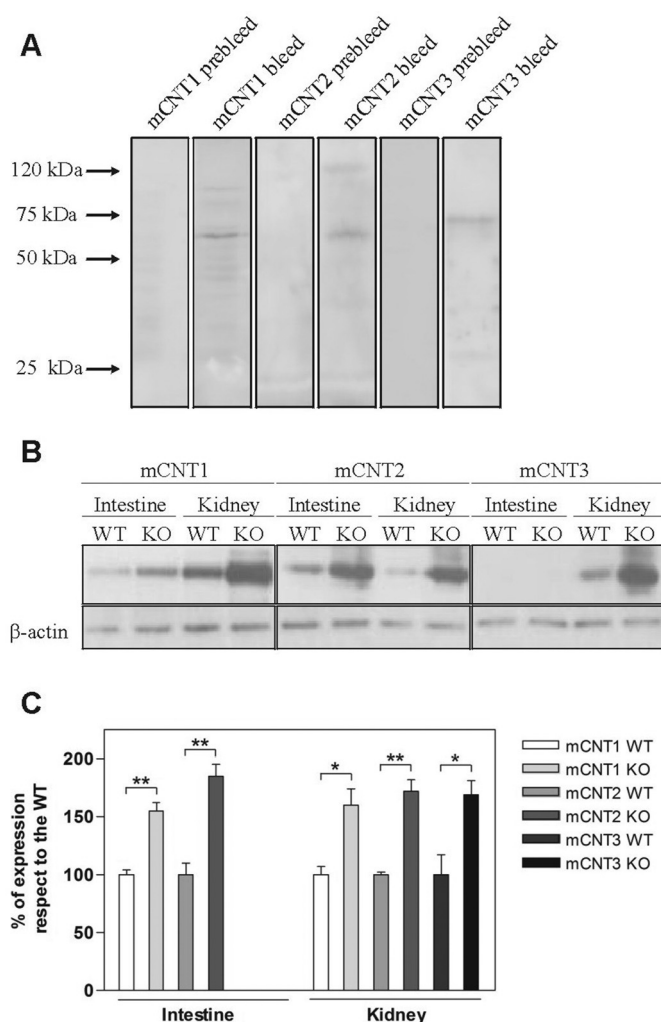 A
mCNT1 prebleed
mCNT1 bleed
mCNT2 prebleed
mCNT2 bleed
mCNT3 prebleed
mCNT3 bleed
120 kDa
75 kDa
50 kDa
25 kDa
B
mCNT1 mCNT2 mCNT3
Intestine Kidney Intestine Kidney Intestine Kidney
WT KO WT KO WT KO WT KO WT KO WT KO
β-actin
C
% of expression
respect to the WT
200
150
100
50
0
** ** * ** *
Intestine Kidney
mCNT1 WT
mCNT1 KO
mCNT2 WT
mCNT2 KO
mCNT3 WT
mCNT3 KO